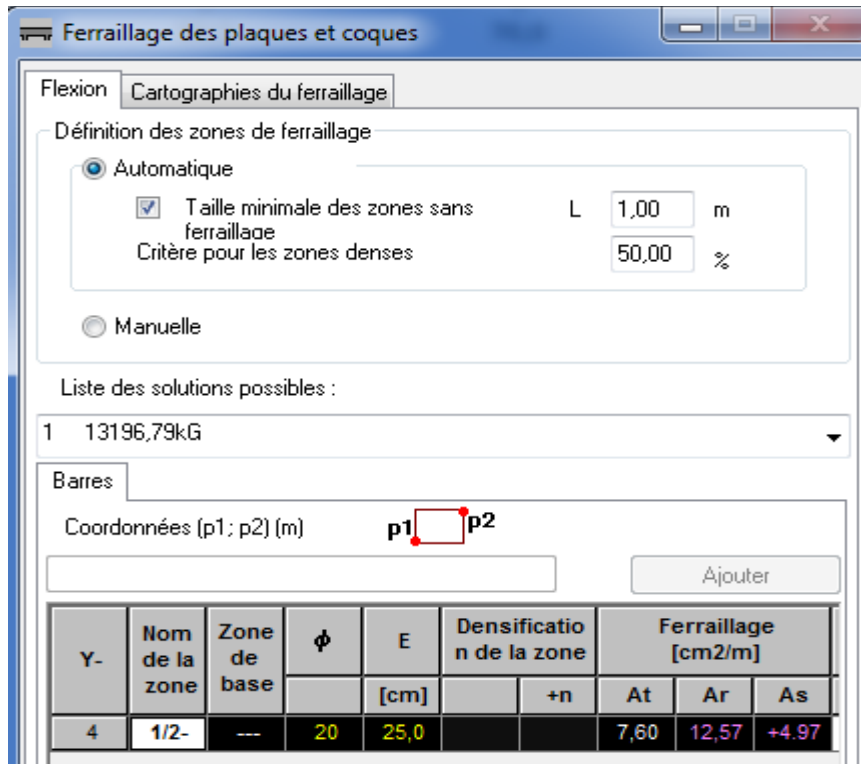 Ferraillage des plaques et coques
Flexion Cartographies du ferraillage
Définition des zones de ferraillage
Automatique
Taille minimale des zones sans L 1,00 m
ferraillage
Critère pour les zones denses 50,00 %
Manuelle
Liste des solutions possibles :
1 13196,79kG
Barres
Coordonnées (p1; p2) (m) p1 p2
Ajouter
Y- Nom de la zone Zone de base ϕ E Densificatio n de la zone Ferraillage [cm2/m]
[cm] +n At Ar As
4 1/2- --- 20 25,0 7,60 12,57 +4.97